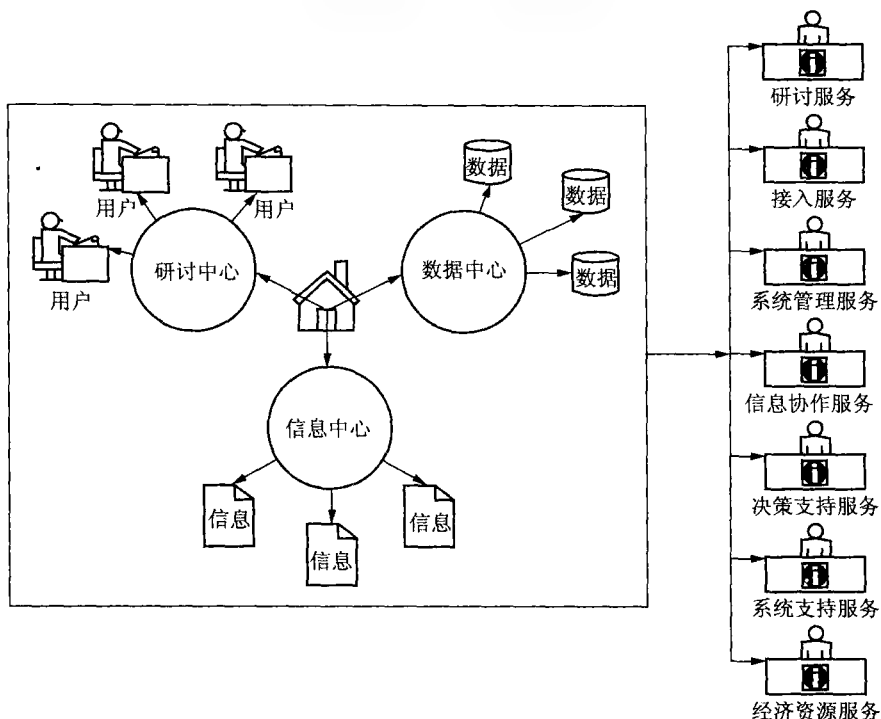 研讨服务
接入服务
系统管理服务
信息协作服务
决策支持服务
系统支持服务
经济资源服务
用户
用户
用户
研讨中心
数据
数据
数据
数据中心
信息中心
信息
信息
信息